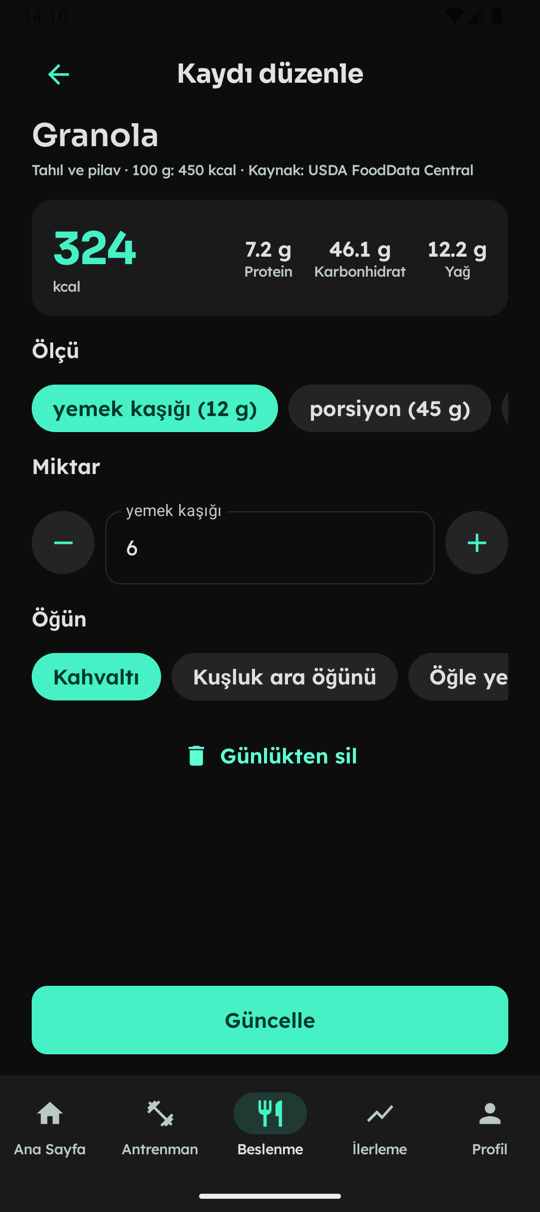 14:16
Kaydı düzenle
Granola
Tahıl ve pilav · 100 g: 450 kcal · Kaynak: USDA FoodData Central
324
kcal
7.2 g
Protein
46.1 g
Karbonhidrat
12.2 g
Yağ
Ölçü
yemek kaşığı (12 g)
porsiyon (45 g)
Miktar
yemek kaşığı
6
Öğün
Kahvaltı
Kuşluk ara öğünü
Öğle ye
Günlükten sil
Güncelle
Ana Sayfa
Antrenman
Beslenme
İlerleme
Profil